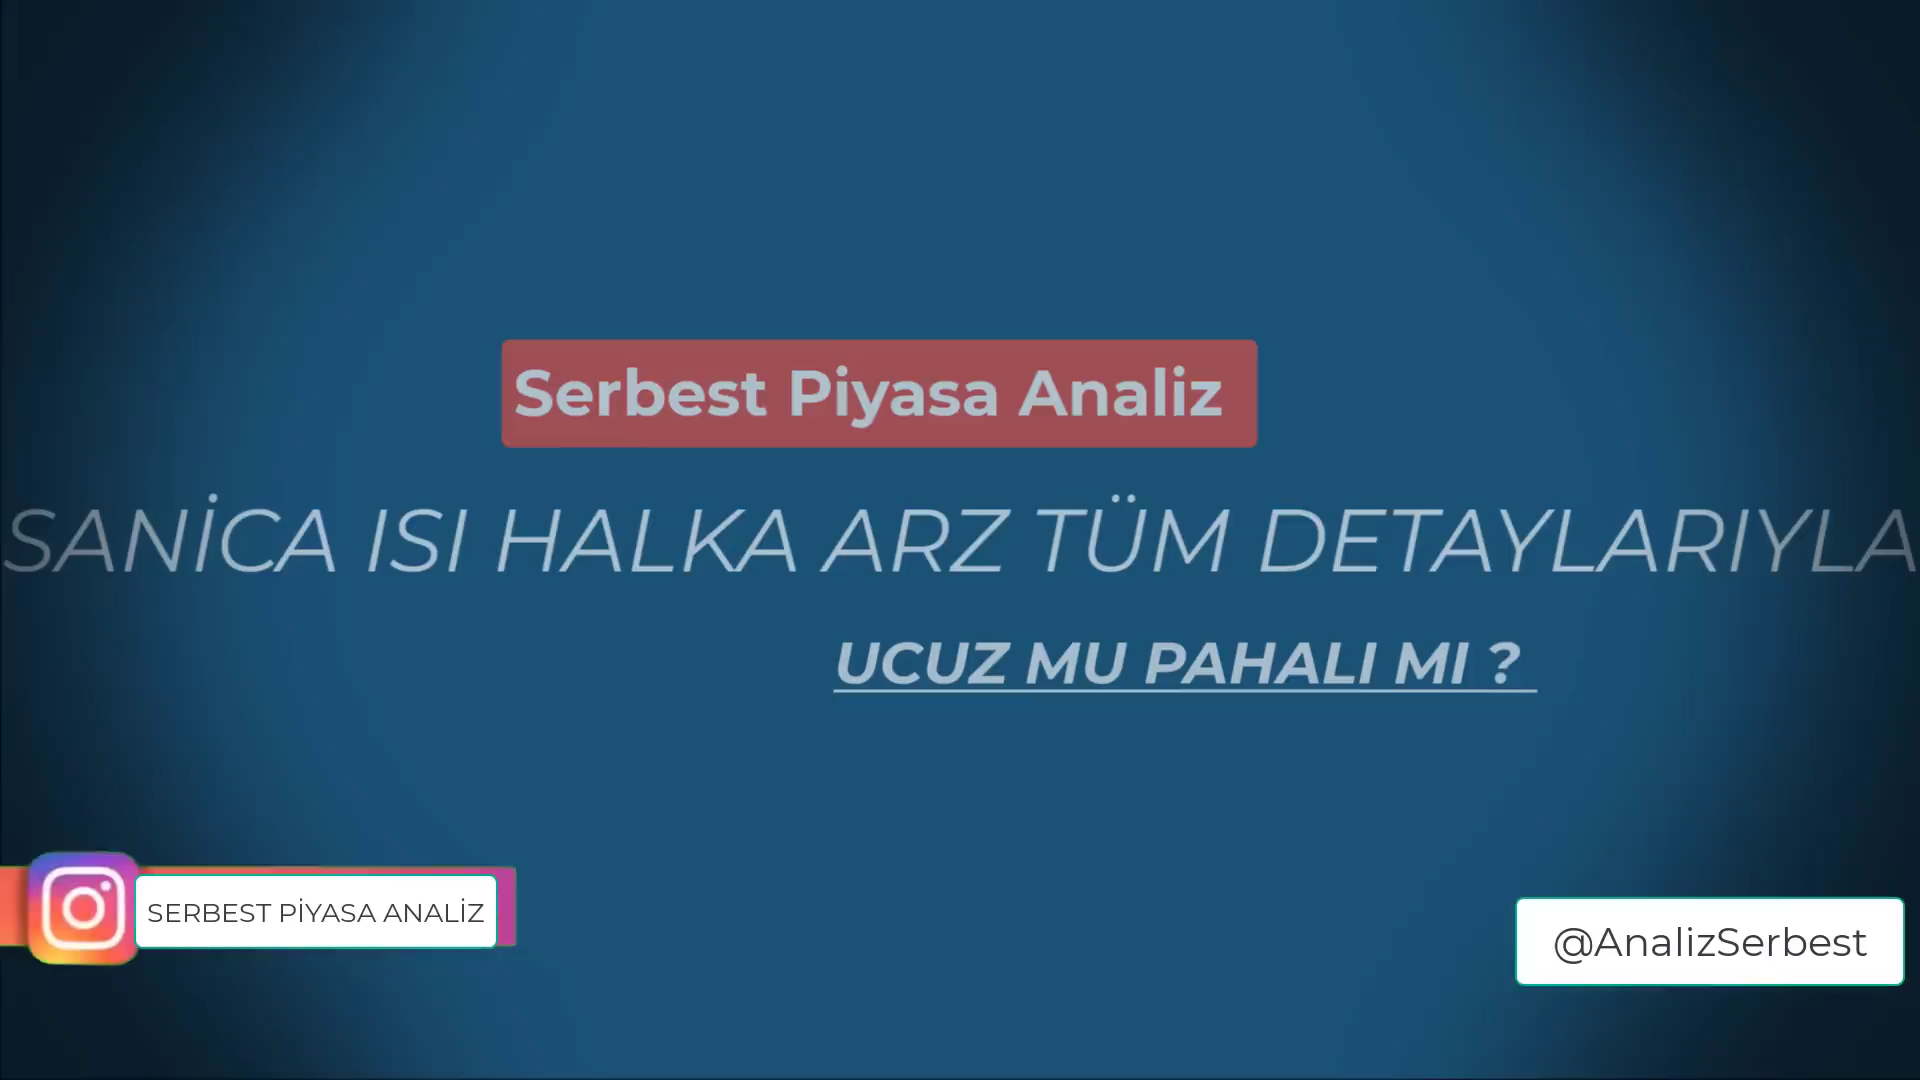 Serbest Piyasa Analiz
SANİCA ISI HALKA ARZ TÜM DETAYLARIYLA
UCUZ MU PAHALI MI ?
SERBEST PİYASA ANALİZ
@AnalizSerbest